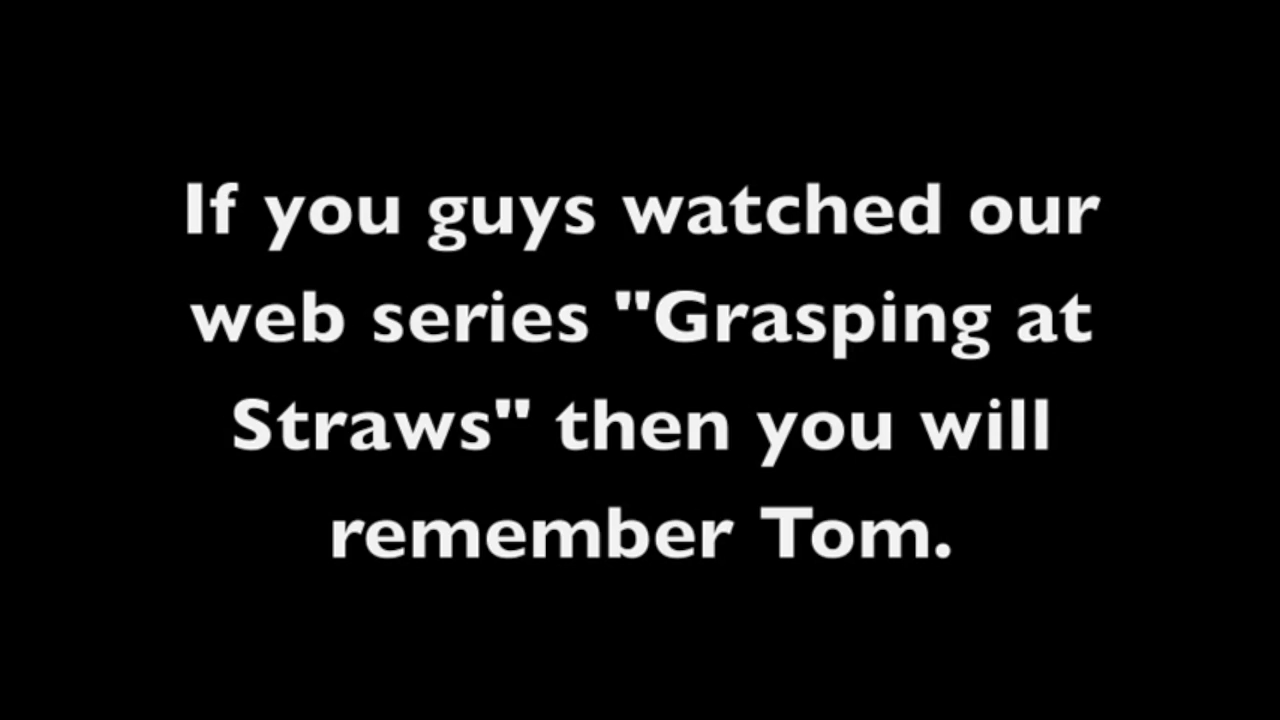 If you guys watched our
web series "Grasping at
Straws" then you will
remember Tom.